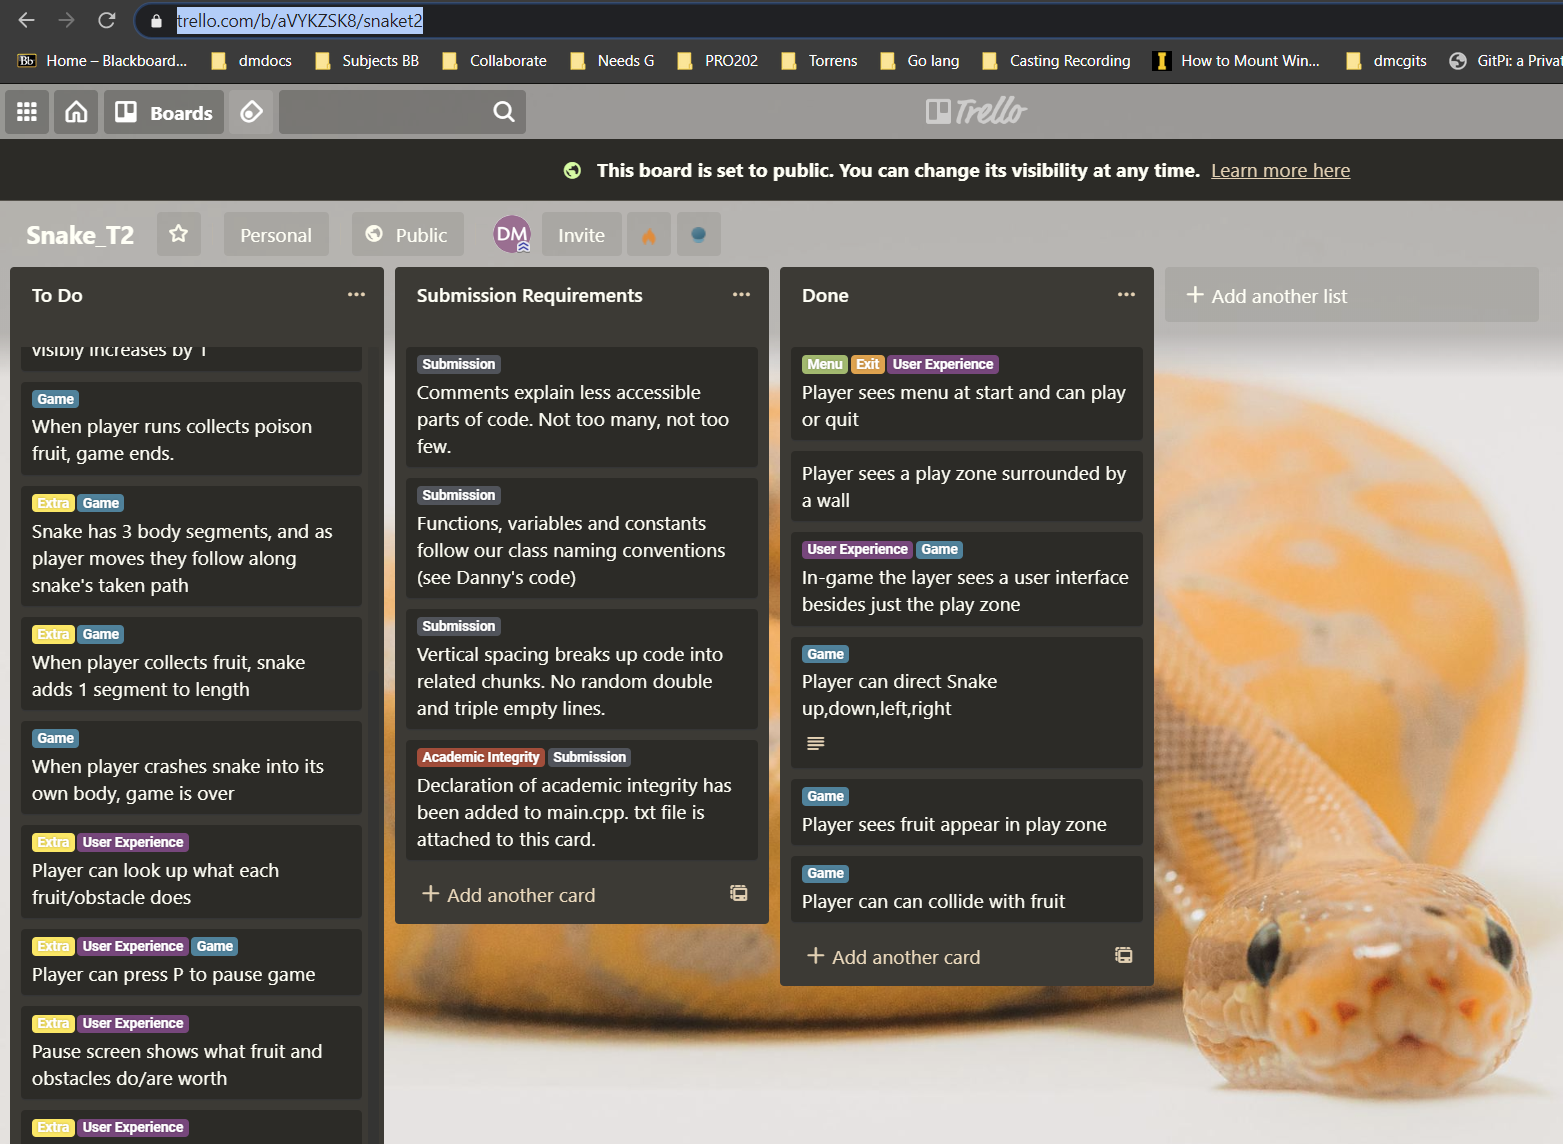 trello.com/b/aVYKZSK8/snaket2
Bb Home – Blackboard... dmdocs Subjects BB Collaborate Needs G PRO202 Torrens Go lang Casting Recording How to Mount Win... dmcgits GitPi: a Privat
Boards
Trello
This board is set to public. You can change its visibility at any time. Learn more here
Snake_T2 Personal Public DM Invite
To Do
visibly increases by 1
Game
When player runs collects poison
fruit, game ends.
Extra Game
Snake has 3 body segments, and as
player moves they follow along
snake's taken path
Extra Game
When player collects fruit, snake
adds 1 segment to length
Game
When player crashes snake into its
own body, game is over
Extra User Experience
Player can look up what each
fruit/obstacle does
Extra User Experience Game
Player can press P to pause game
Extra User Experience
Pause screen shows what fruit and
obstacles do/are worth
Extra User Experience
Submission Requirements
Submission
Comments explain less accessible
parts of code. Not too many, not too
few.
Submission
Functions, variables and constants
follow our class naming conventions
(see Danny's code)
Submission
Vertical spacing breaks up code into
related chunks. No random double
and triple empty lines.
Academic Integrity Submission
Declaration of academic integrity has
been added to main.cpp. txt file is
attached to this card.
+ Add another card
Done
Menu Exit User Experience
Player sees menu at start and can play
or quit
Player sees a play zone surrounded by
a wall
User Experience Game
In-game the layer sees a user interface
besides just the play zone
Game
Player can direct Snake
up,down,left,right
Game
Player sees fruit appear in play zone
Game
Player can can collide with fruit
+ Add another card
+ Add another list